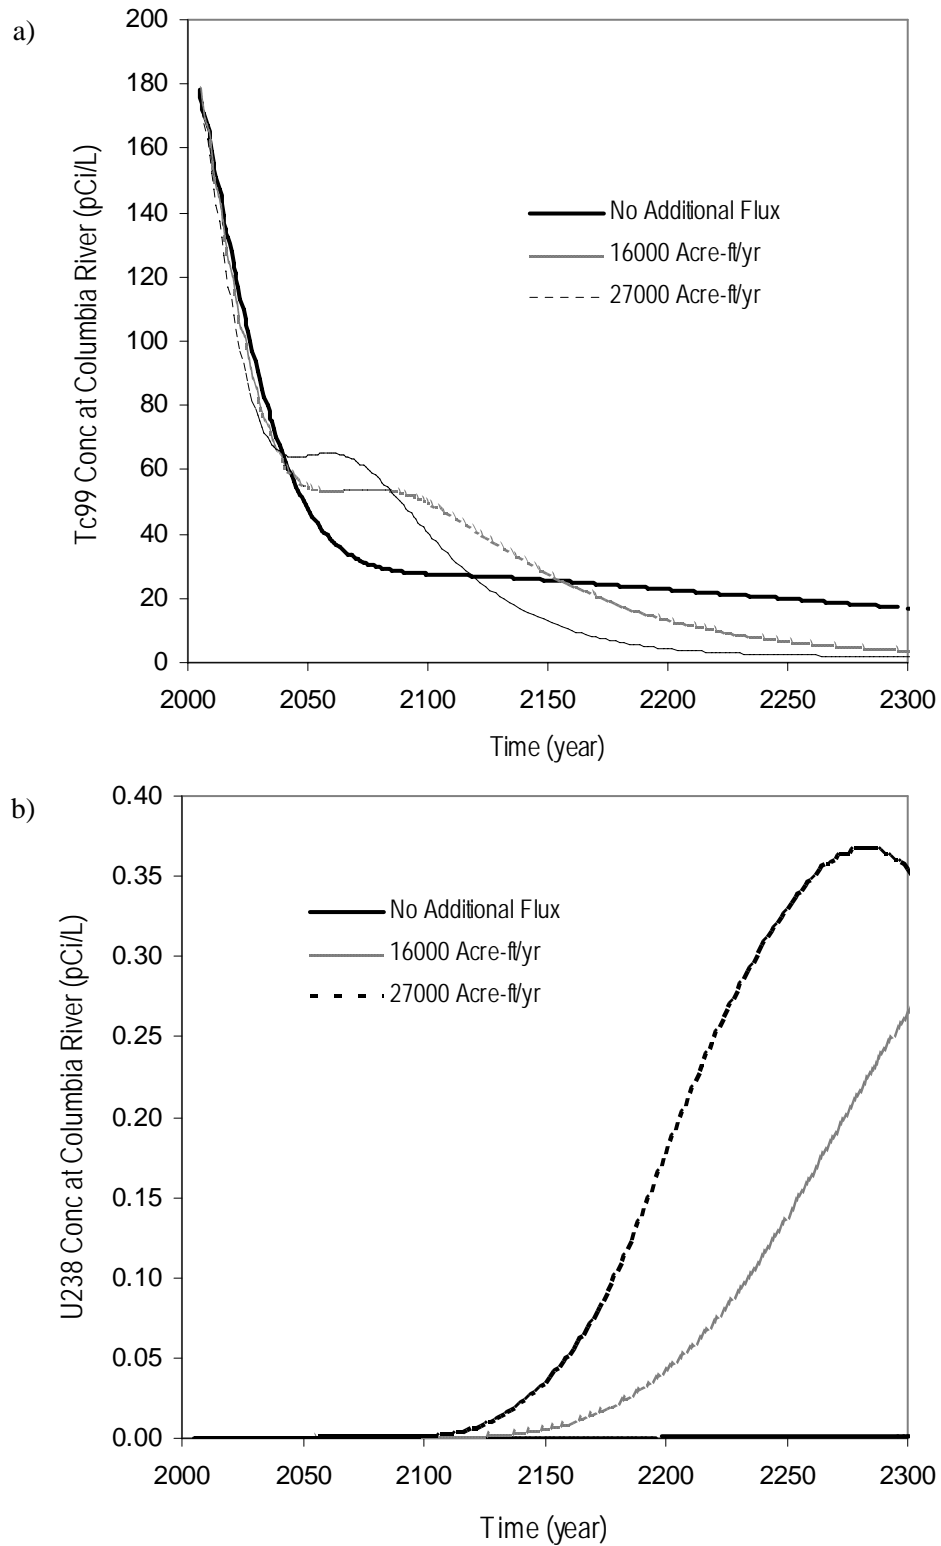 a)
Tc99 Conc at Columbia River (pCi/L)
200
180
160
140
120
100
80
60
40
20
0
No Additional Flux
16000 Acre-ft/yr
27000 Acre-ft/yr
2000 2050 2100 2150 2200 2250 2300
Time (year)
b)
U238 Conc at Columbia River (pCi/L)
0.40
0.35
0.30
0.25
0.20
0.15
0.10
0.05
0.00
No Additional Flux
16000 Acre-ft/yr
27000 Acre-ft/yr
2000 2050 2100 2150 2200 2250 2300
Time (year)